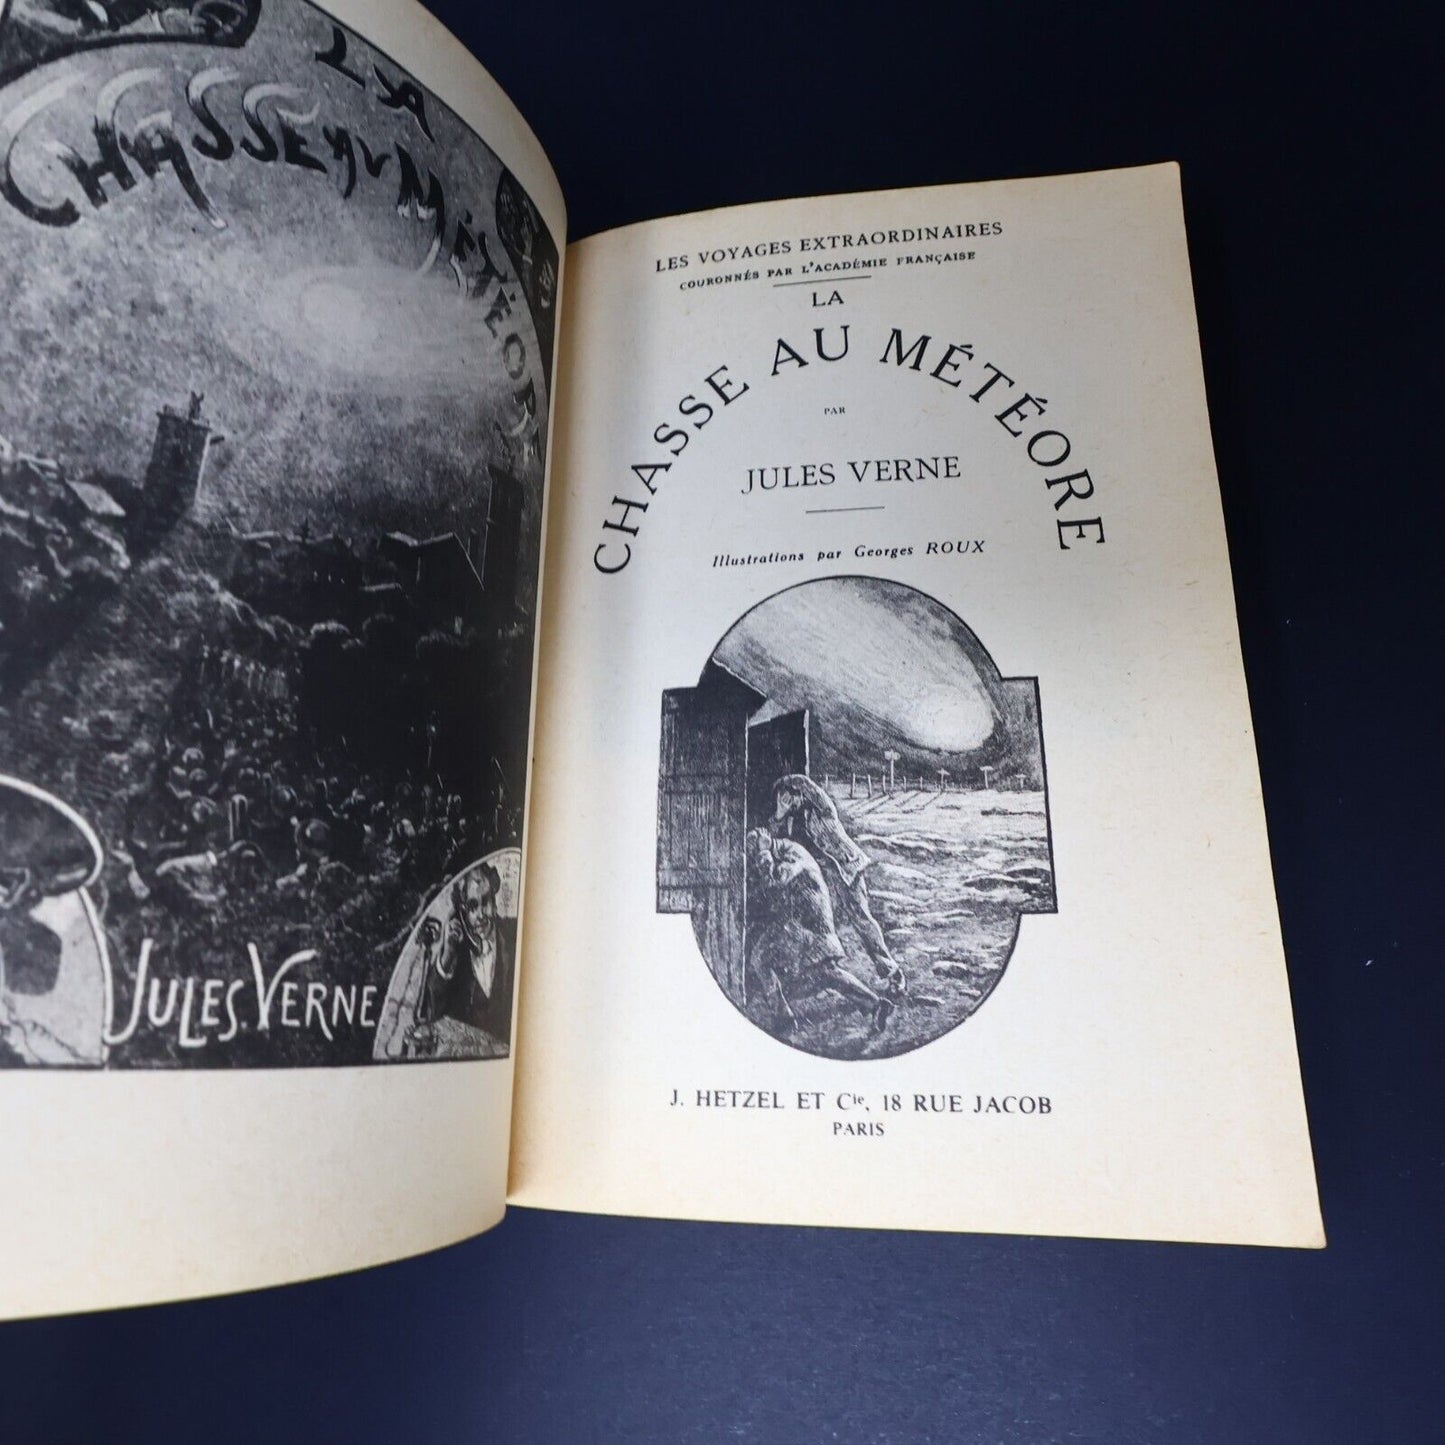 LA
CHASSE AU MÉTÉORE
JULES VERNE
LES VOYAGES EXTRAORDINAIRES
COURONNÉS PAR L'ACADÉMIE FRANÇAISE
LA
CHASSE AU MÉTÉORE
PAR
JULES VERNE
Illustrations par Georges ROUX
J. HETZEL ET Cie, 18 RUE JACOB
PARIS